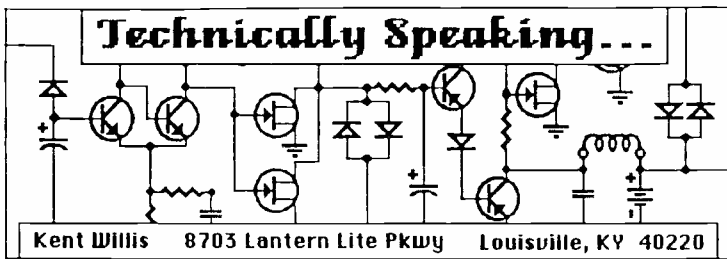 Technically Speaking...
Kent Willis 8703 Lantern Lite Pkwy Louisville, KY 40220